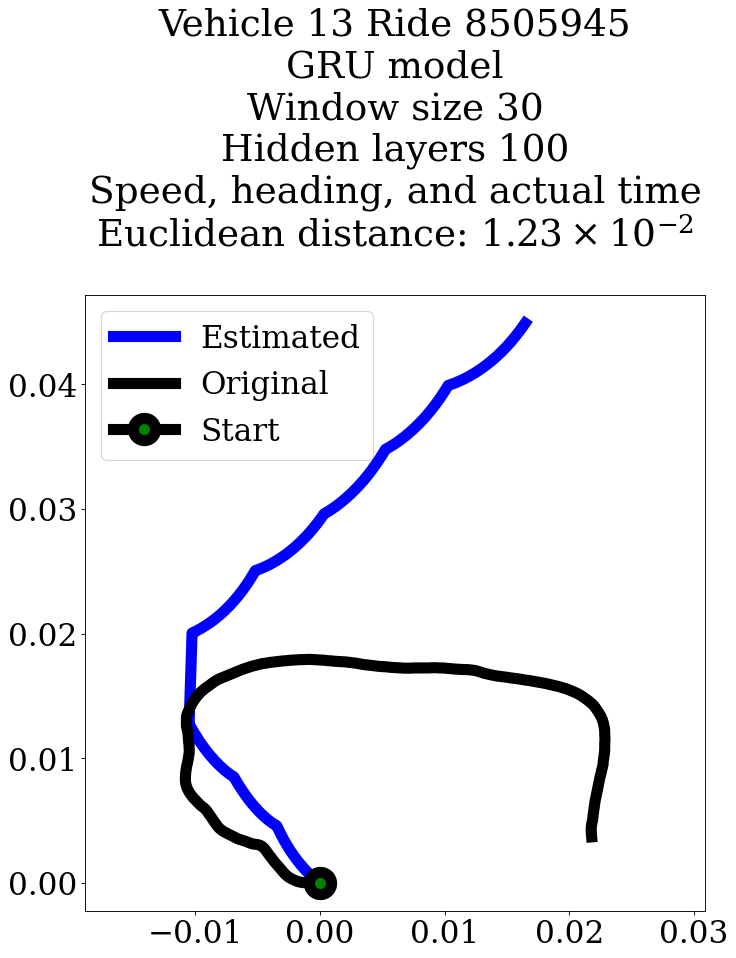 Vehicle 13 Ride 8505945
GRU model
Window size 30
Hidden layers 100
Speed, heading, and actual time
Euclidean distance: 1.23 × 10⁻²
Estimated
Original
Start
0.04
0.03
0.02
0.01
0.00
−0.01 0.00 0.01 0.02 0.03